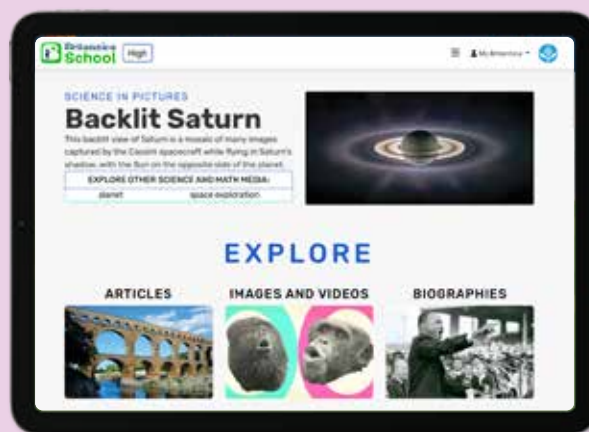 Britannica
School High
My Britannica
SCIENCE IN PICTURES
Backlit Saturn
This backlit view of Saturn is a mosaic of many images
captured by the Cassini spacecraft while flying in Saturn's
shadow, with the Sun on the opposite side of the planet.
EXPLORE OTHER SCIENCE AND MATH MEDIA:
planet space exploration
EXPLORE
ARTICLES IMAGES AND VIDEOS BIOGRAPHIES